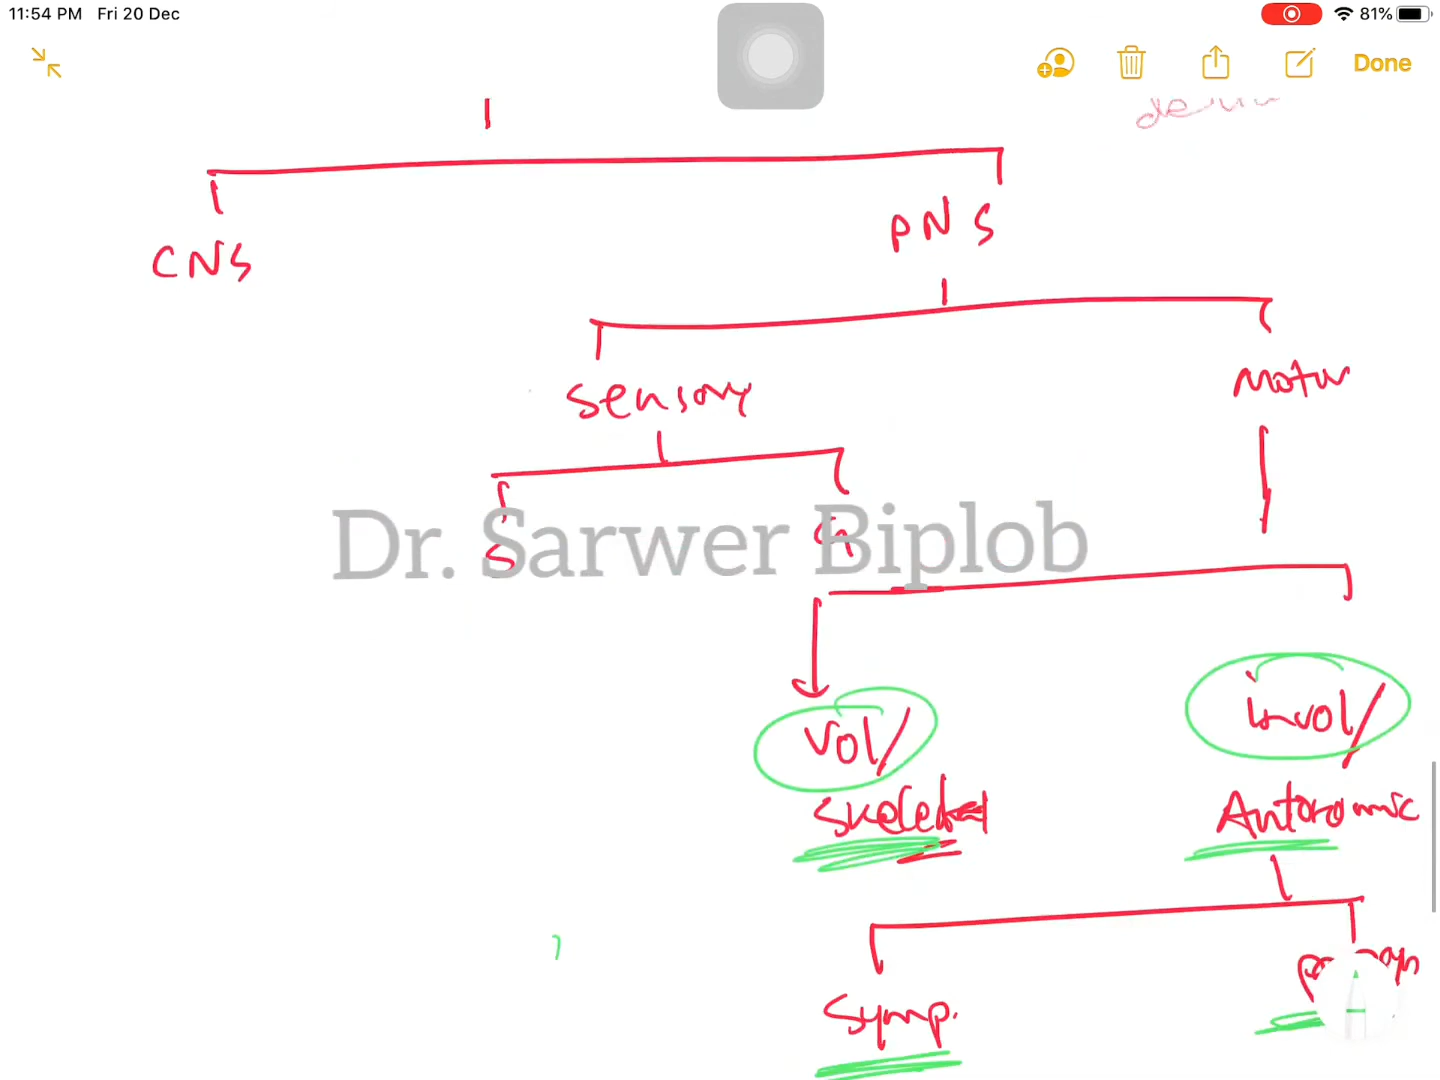 11:54 PM Fri 20 Dec 81%
Done
CNS
PNS
Sensory
Motor
S
G
Dr. Sarwer Biplob
Vol/
Invol/
Skeletal
Autonomic
Symp.